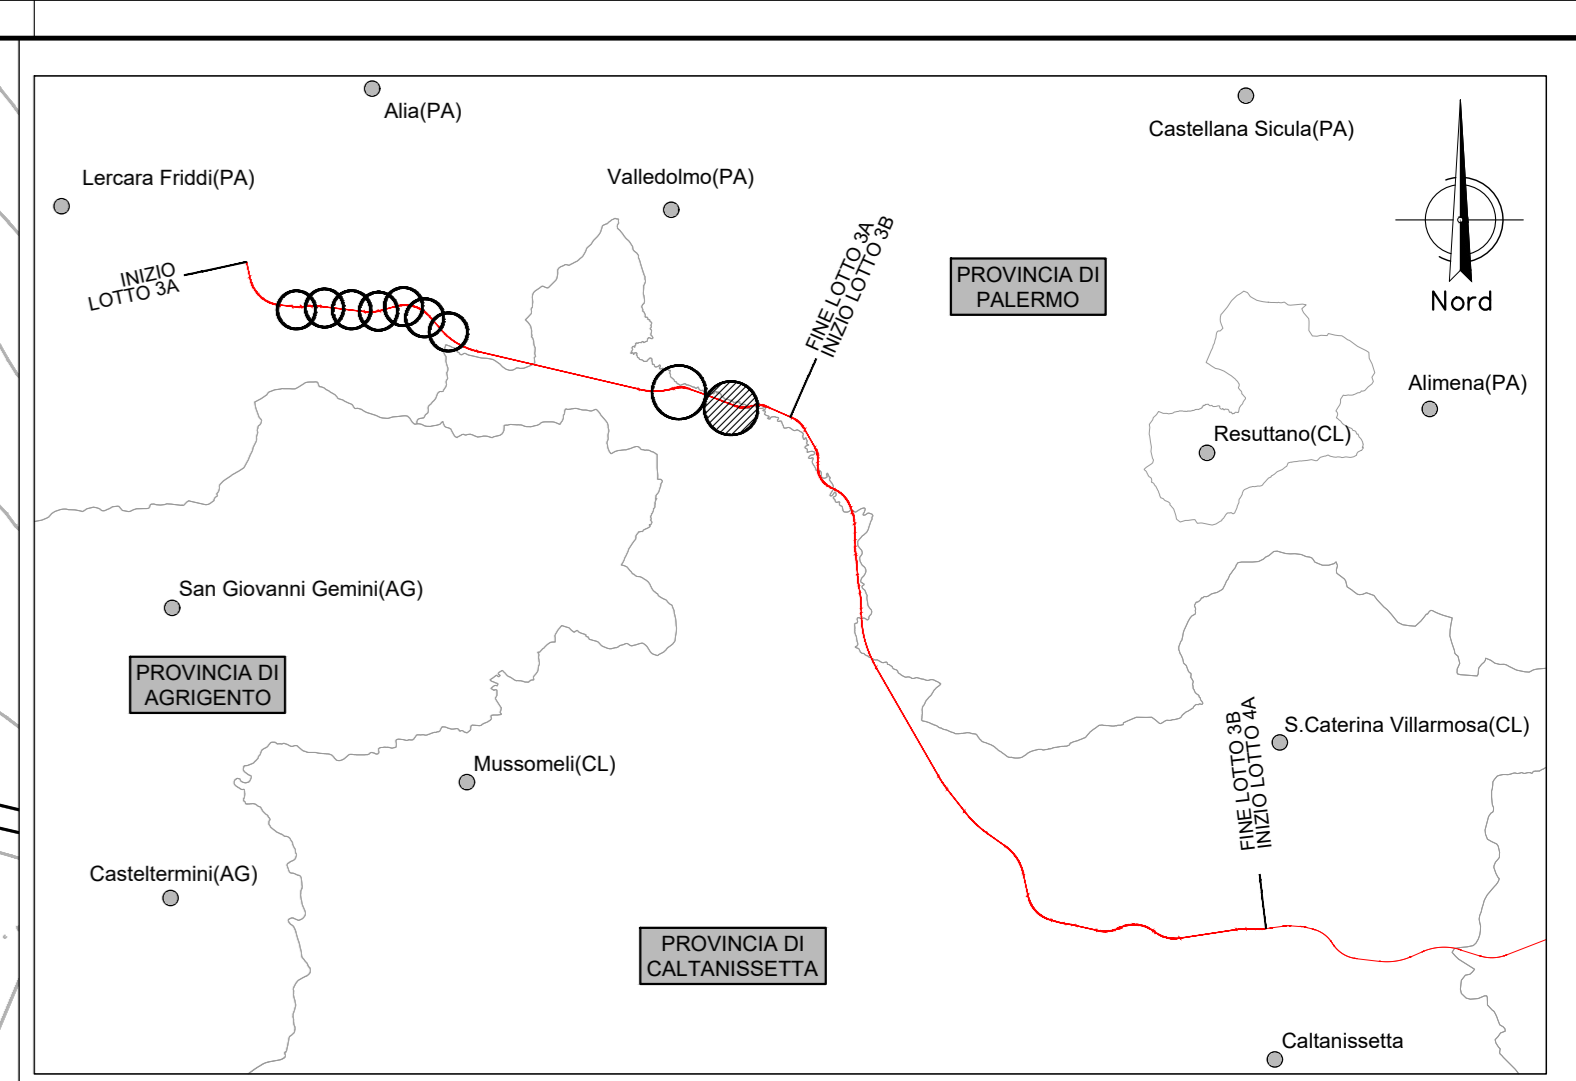 Alia(PA)
Castellana Sicula(PA)
Lercara Friddi(PA)
Valledolmo(PA)
INIZIO
LOTTO 3A
FINE LOTTO 3A
INIZIO LOTTO 3B
PROVINCIA DI
PALERMO
Nord
Alimena(PA)
Resuttano(CL)
San Giovanni Gemini(AG)
PROVINCIA DI
AGRIGENTO
FINE LOTTO 3B
INIZIO LOTTO 4A
S.Caterina Villarmosa(CL)
Mussomeli(CL)
Casteltermini(AG)
PROVINCIA DI
CALTANISSETTA
Caltanissetta